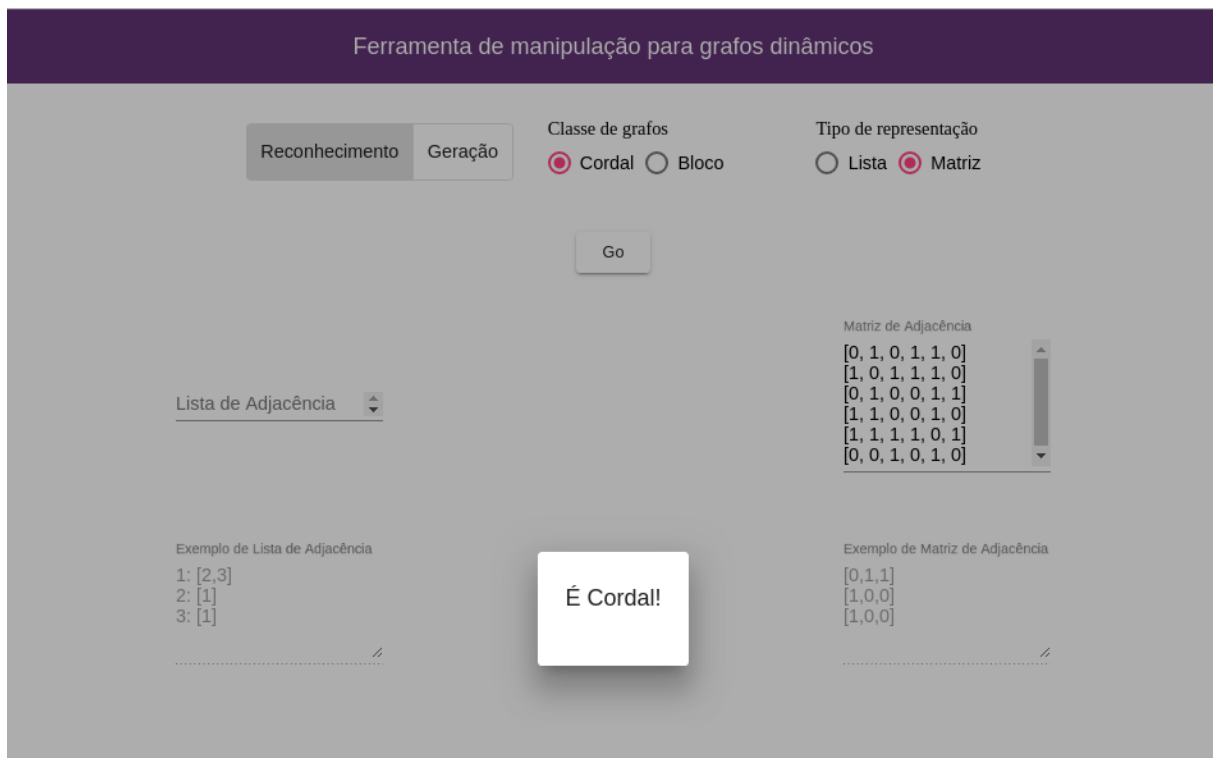 Ferramenta de manipulação para grafos dinâmicos
Reconhecimento
Geração
Classe de grafos
Cordal
Bloco
Tipo de representação
Lista
Matriz
Go
Lista de Adjacência
Matriz de Adjacência
[0, 1, 0, 1, 1, 0]
[1, 0, 1, 1, 1, 0]
[0, 1, 0, 0, 1, 1]
[1, 1, 0, 0, 1, 0]
[1, 1, 1, 1, 0, 1]
[0, 0, 1, 0, 1, 0]
Exemplo de Lista de Adjacência
1: [2,3]
2: [1]
3: [1]
É Cordal!
Exemplo de Matriz de Adjacência
[0,1,1]
[1,0,0]
[1,0,0]